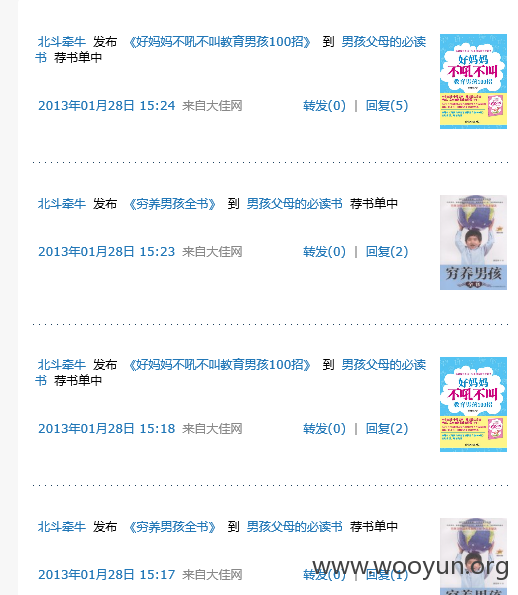 北斗牵牛 发布 《好妈妈不吼不叫教育男孩100招》 到 男孩父母的必读
书 荐书单中
2013年01月28日 15:24 来自大佳网 转发(0) | 回复(5)
好妈妈
不吼不叫
教育男孩100招
北斗牵牛 发布 《穷养男孩全书》 到 男孩父母的必读书 荐书单中
2013年01月28日 15:23 来自大佳网 转发(0) | 回复(2)
穷养男孩
全书
北斗牵牛 发布 《好妈妈不吼不叫教育男孩100招》 到 男孩父母的必读
书 荐书单中
2013年01月28日 15:18 来自大佳网 转发(0) | 回复(2)
好妈妈
不吼不叫
教育男孩100招
北斗牵牛 发布 《穷养男孩全书》 到 男孩父母的必读书 荐书单中
2013年01月28日 15:17 来自大佳网 转发(0) | 回复(1)
www.wooyun.org